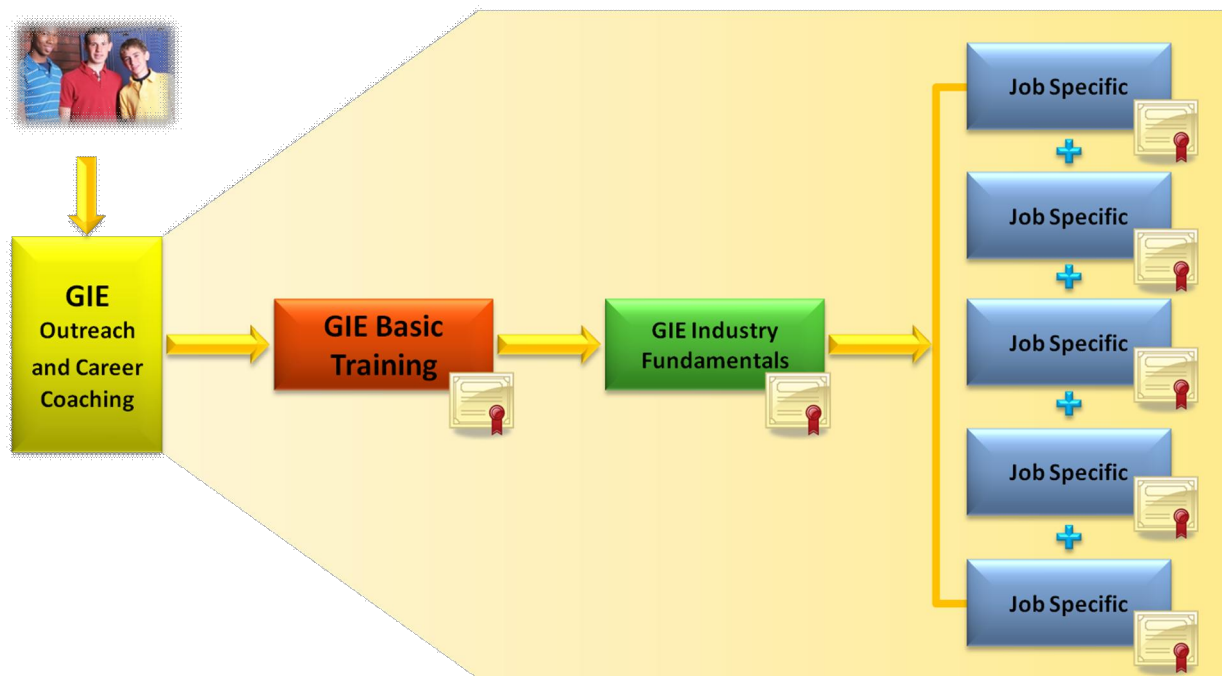 GIE
Outreach
and Career
Coaching
GIE Basic
Training
GIE Industry
Fundamentals
Job Specific
Job Specific
Job Specific
Job Specific
Job Specific